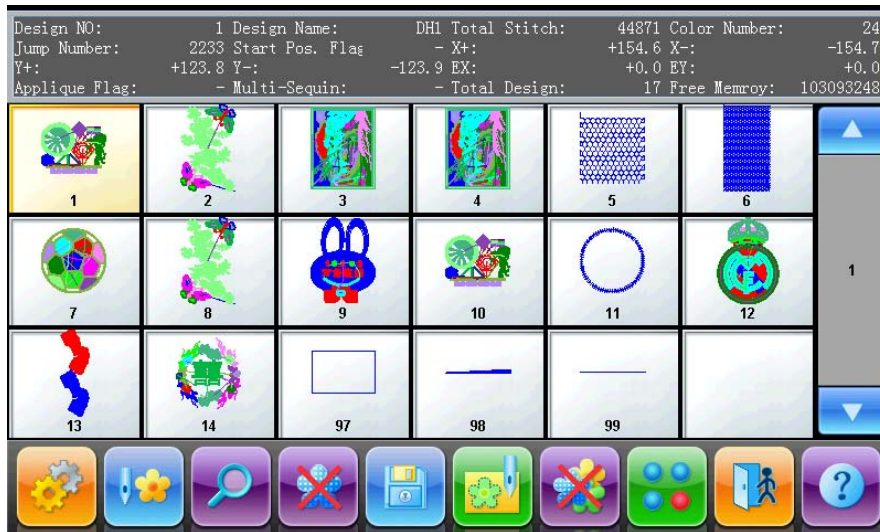 Design NO: 1 Design Name: DH1 Total Stitch: 44871 Color Number: 24
Jump Number: 2233 Start Pos. Flag - X+: +154.6 X-: -154.7
Y+: +123.8 Y-: -123.9 EX: +0.0 EY: +0.0
Applique Flag: - Multi-Sequin: - Total Design: 17 Free Memroy: 103093248
1 2 3 4 5 6
7 8 9 10 11 12
1
13 14 97 98 99
?